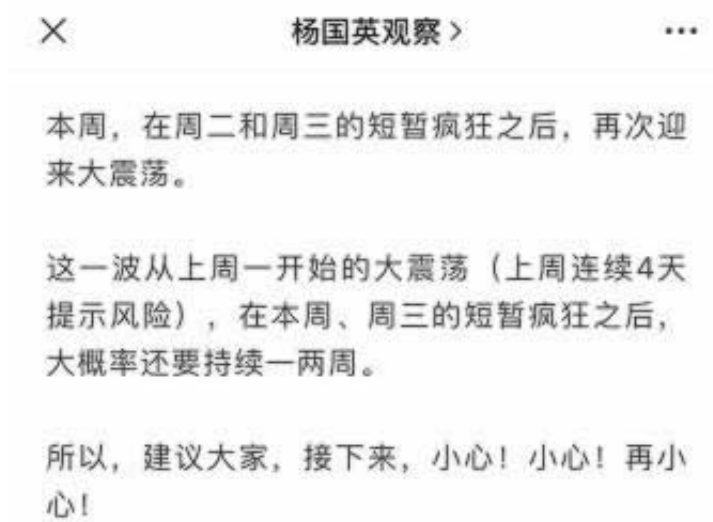 杨国英观察
本周，在周二和周三的短暂疯狂之后，再次迎
来大震荡。
这一波从上周一开始的大震荡（上周连续4天
提示风险），在本周、周三的短暂疯狂之后，
大概率还要持续一两周。
所以，建议大家，接下来，小心！小心！再小
心！